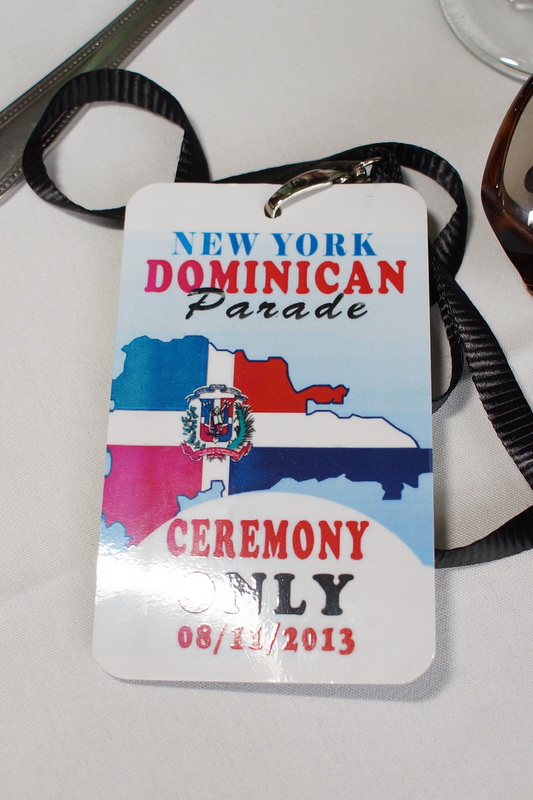 NEW YORK
DOMINICAN
Parade
CEREMONY
ONLY
08/11/2013